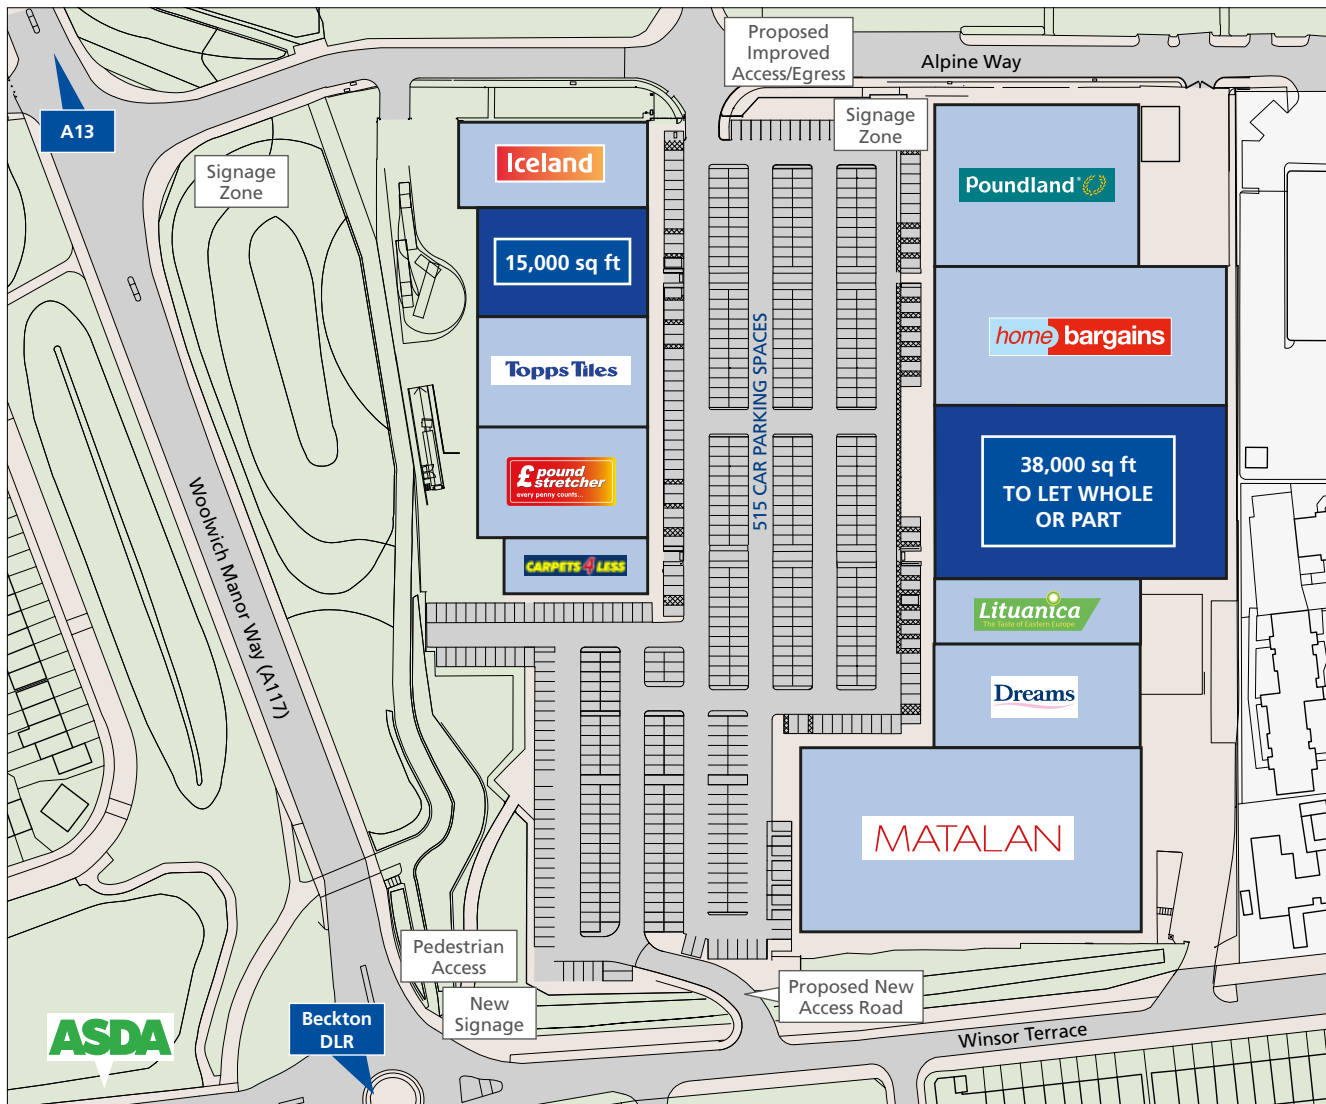 Proposed
Improved
Access/Egress
Alpine Way
A13
Signage
Zone
Signage
Zone
Iceland
Poundland
15,000 sq ft
home bargains
Topps Tiles
515 CAR PARKING SPACES
£ pound
stretcher
every penny counts...
38,000 sq ft
TO LET WHOLE
OR PART
CARPETS 4 LESS
Lituanica
The Taste of Eastern Europe
Woolwich Manor Way (A117)
Dreams
MATALAN
Pedestrian
Access
New
Signage
Proposed New
Access Road
Beckton
DLR
Winsor Terrace
ASDA